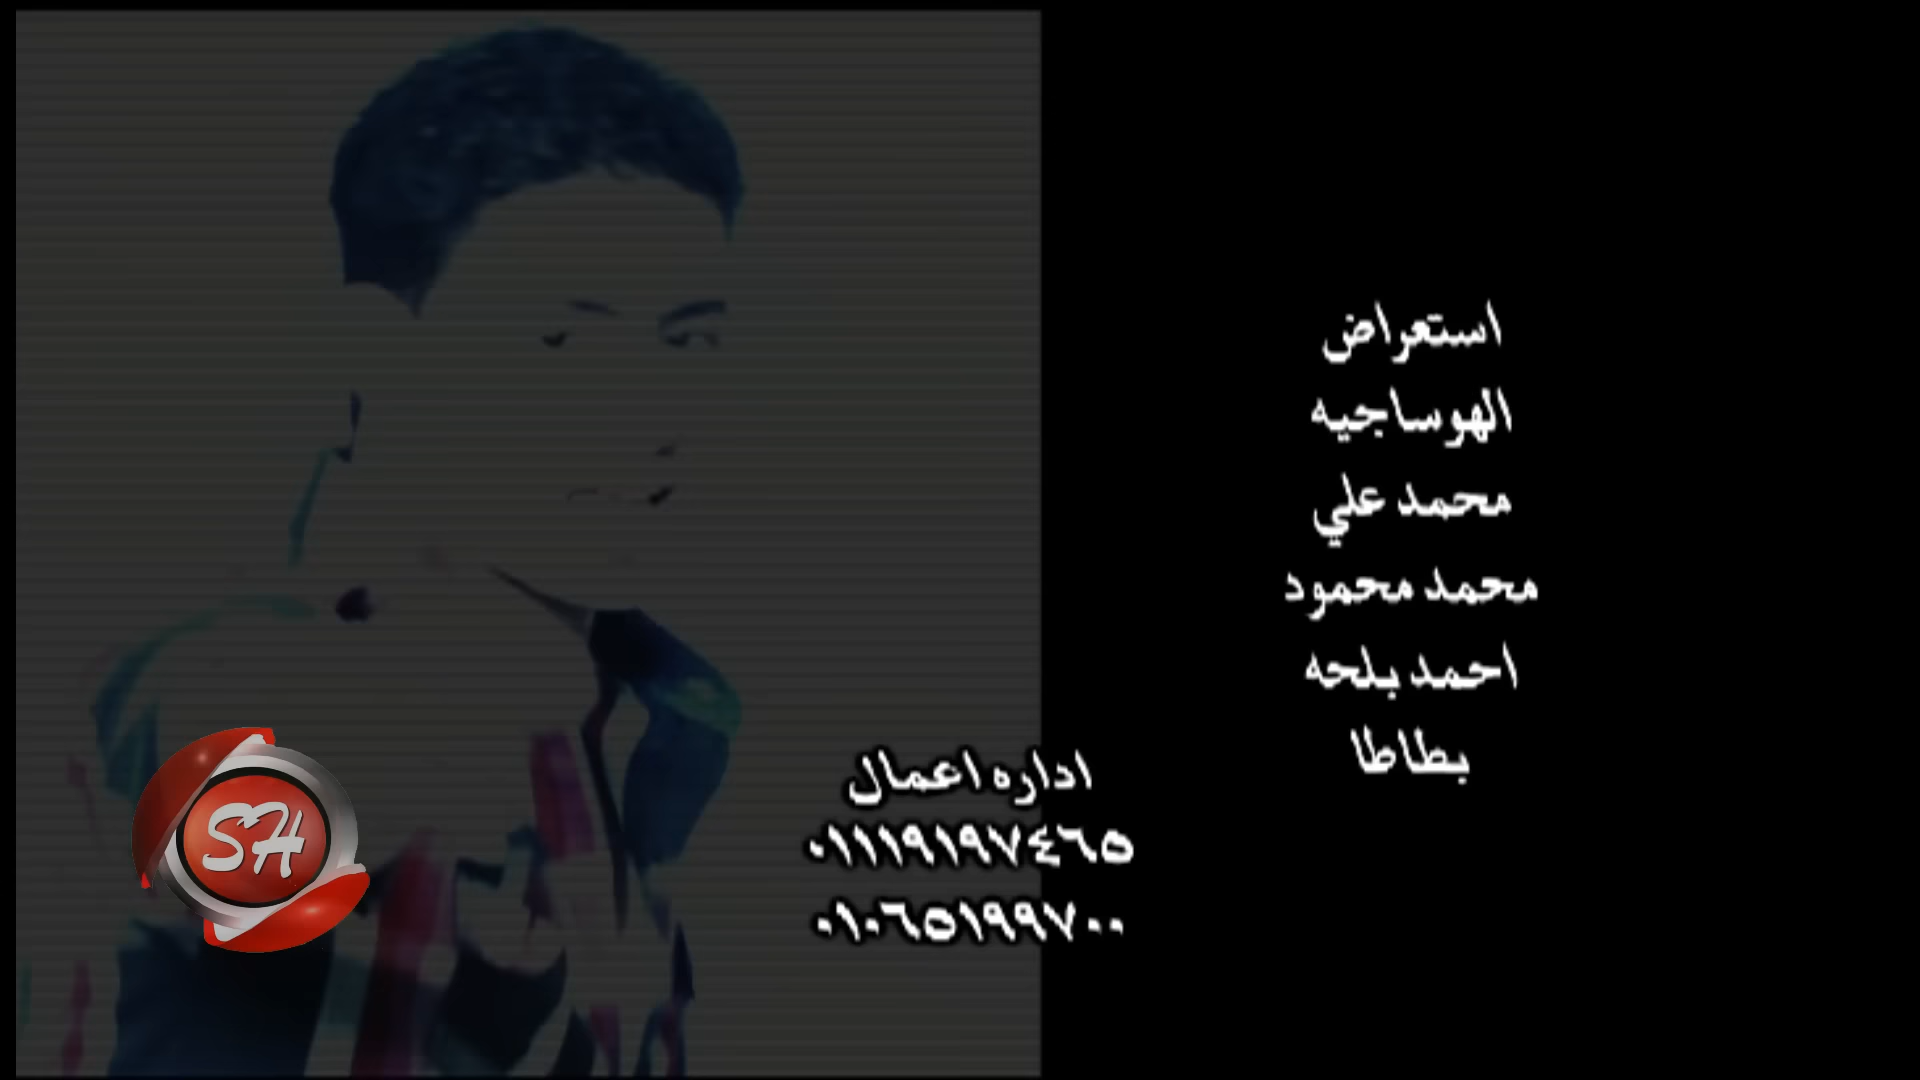 استعراض
الهوساجيه
محمد علي
محمد محمود
احمد بلحه
بطاطا
اداره اعمال
٠١١١٩١٩٧٤٦٥
٠١٠٦٥١٩٩٧٠٠
SH